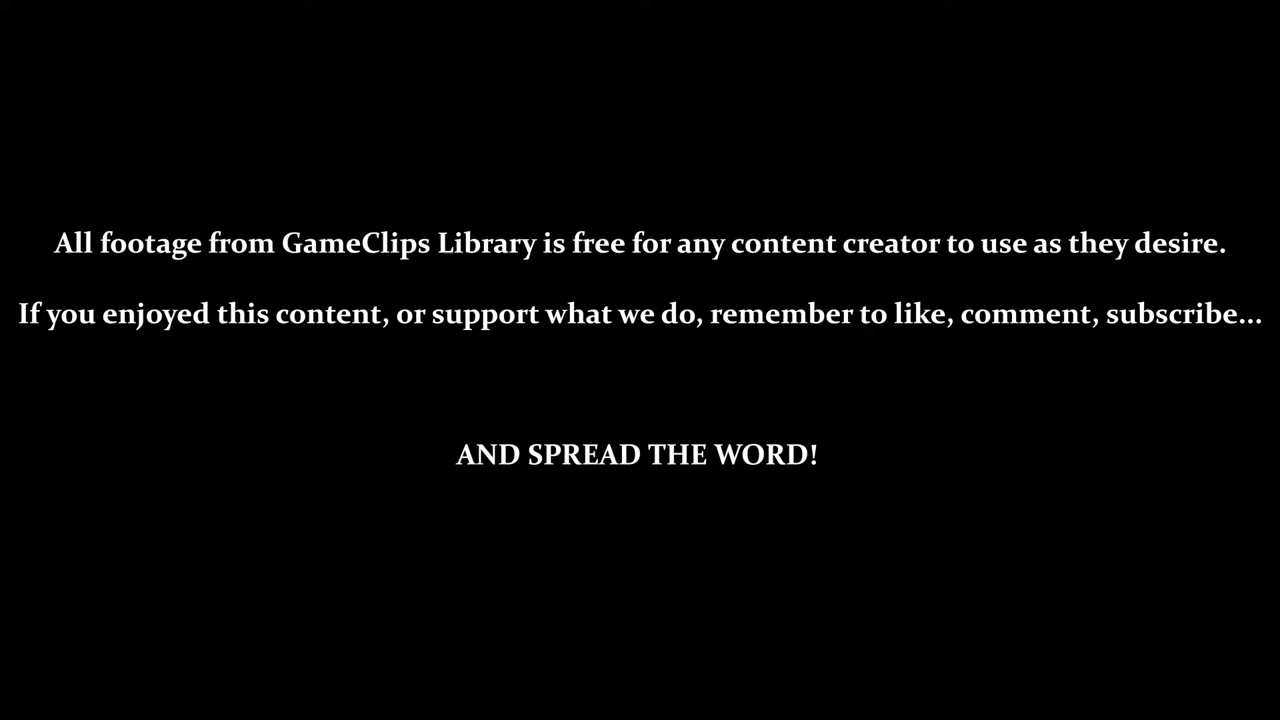 All footage from GameClips Library is free for any content creator to use as they desire.
If you enjoyed this content, or support what we do, remember to like, comment, subscribe...
AND SPREAD THE WORD!